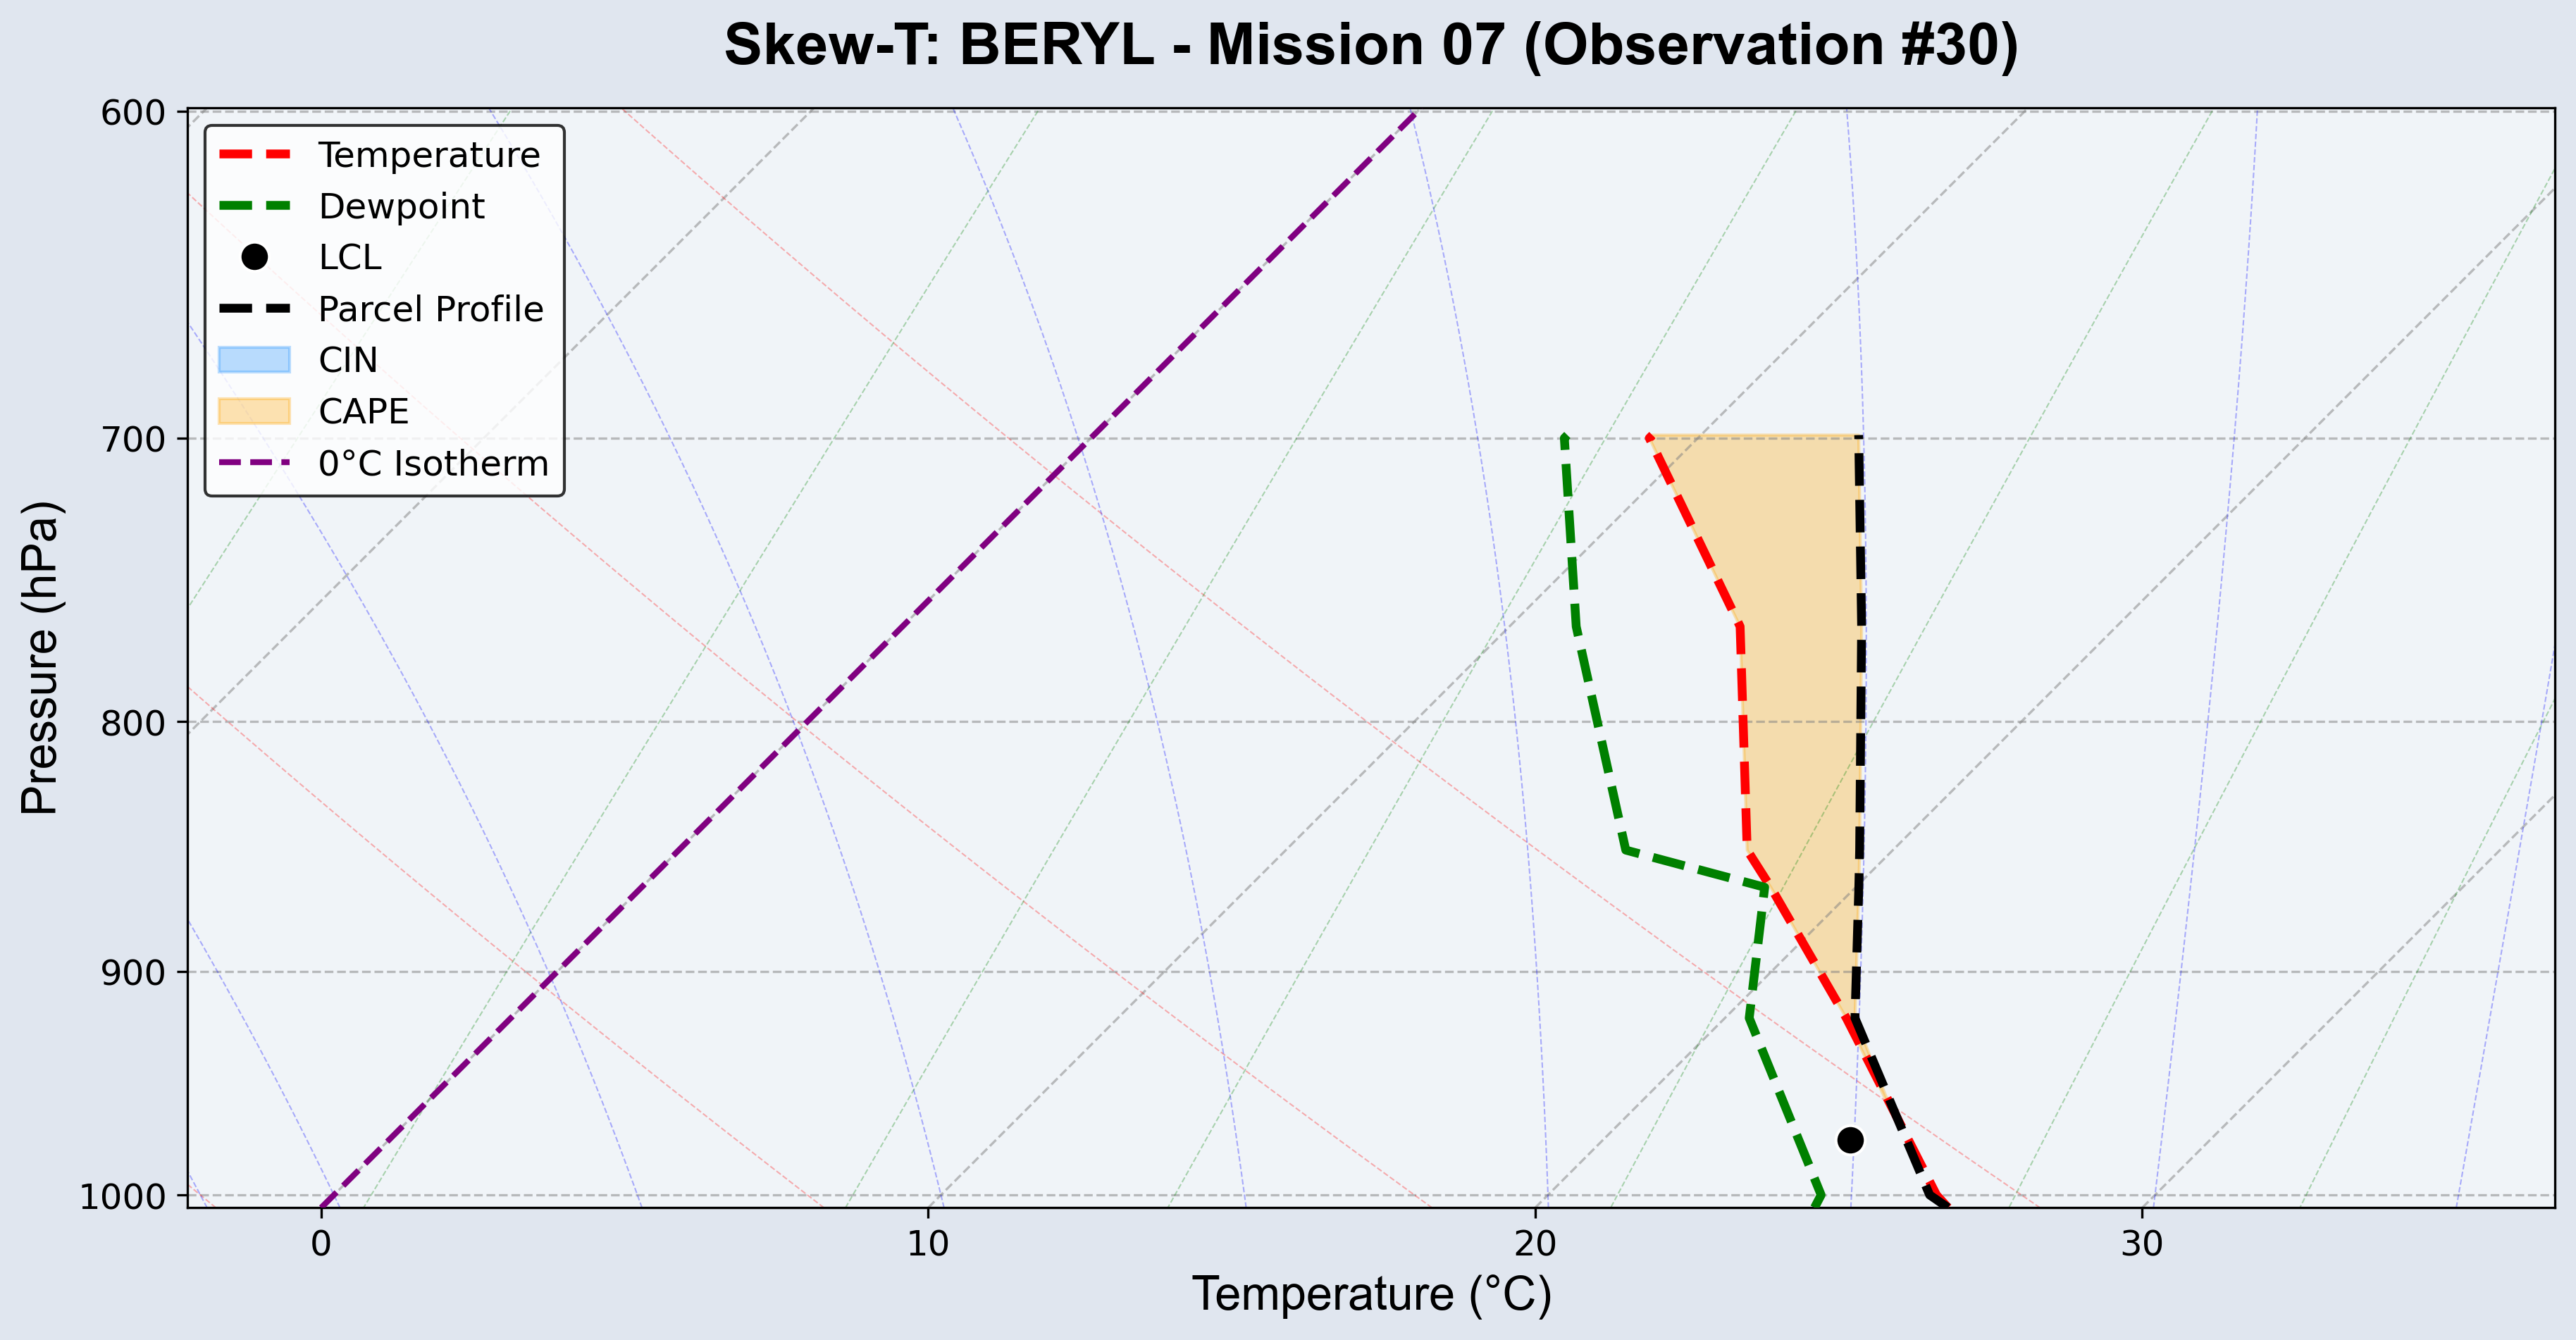 Skew-T: BERYL - Mission 07 (Observation #30)
600
700
800
900
1000
Pressure (hPa)
Temperature
Dewpoint
LCL
Parcel Profile
CIN
CAPE
0°C Isotherm
0
10
20
30
Temperature (°C)